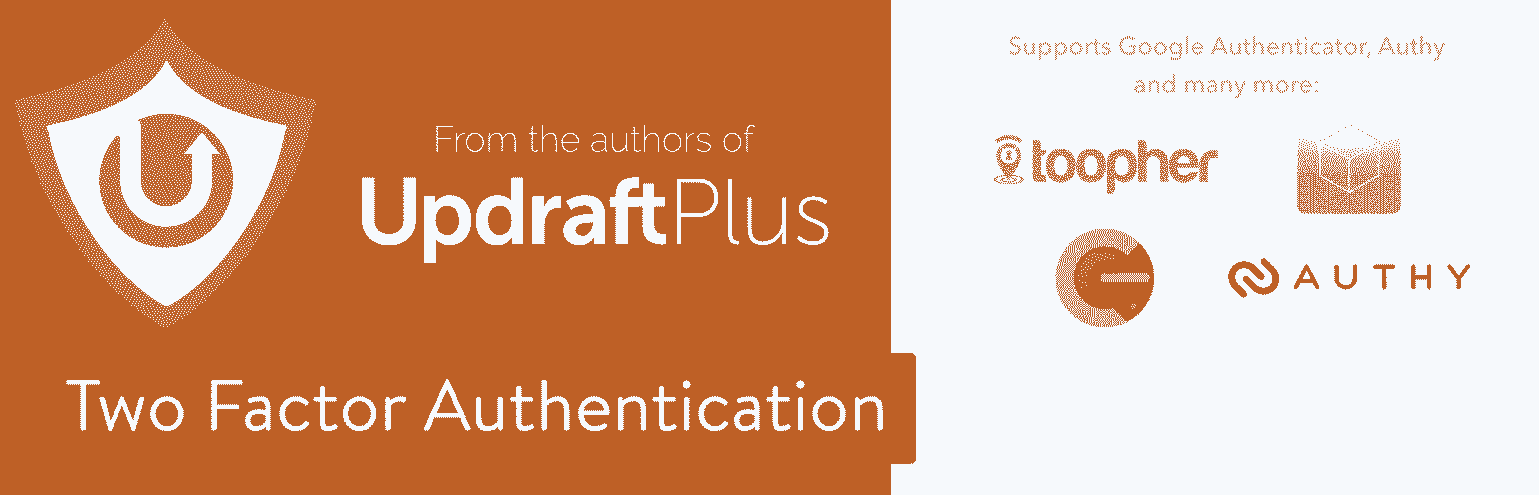 From the authors of
UpdraftPlus
Two Factor Authentication
Supports Google Authenticator, Authy
and many more:
toopher
AUTHY